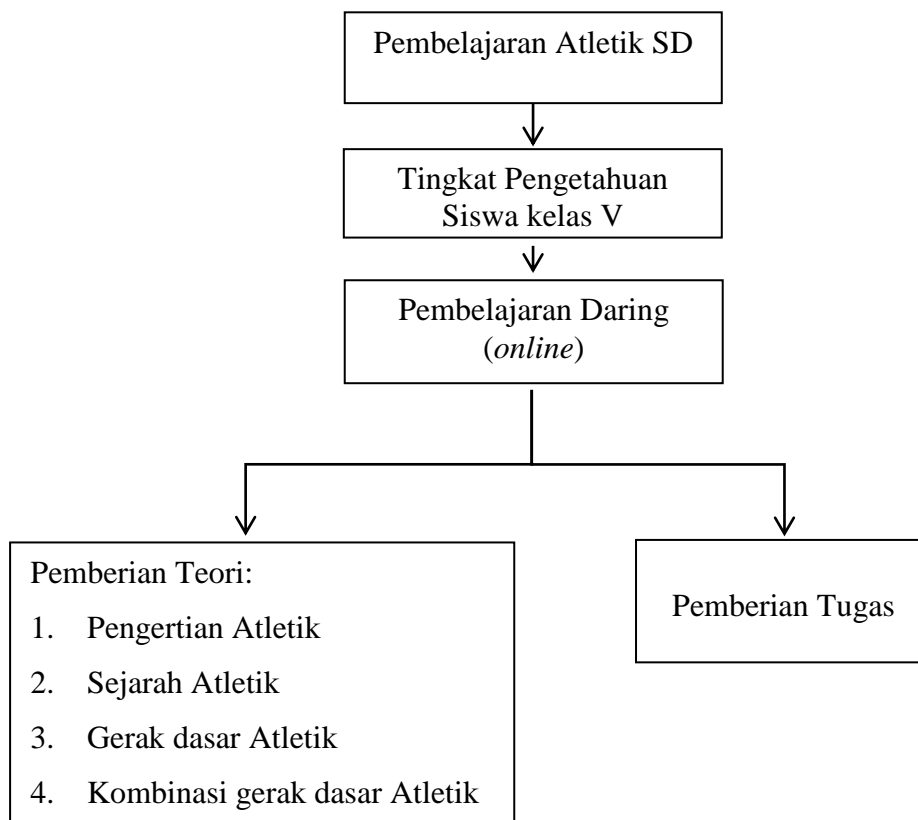 Pembelajaran Atletik SD
Tingkat Pengetahuan
Siswa kelas V
Pembelajaran Daring
(online)
Pemberian Teori:
1. Pengertian Atletik
2. Sejarah Atletik
3. Gerak dasar Atletik
4. Kombinasi gerak dasar Atletik
Pemberian Tugas